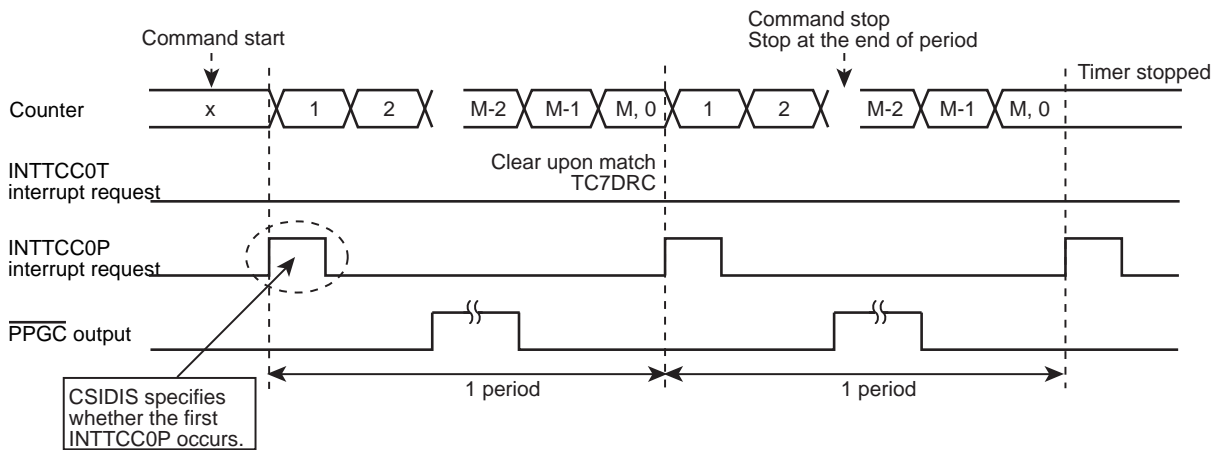 Command start
Command stop
Stop at the end of period
Timer stopped
Counter
x
1
2
M-2
M-1
M, 0
1
2
M-2
M-1
M, 0
INTTCC0T
interrupt request
Clear upon match
TC7DRC
INTTCC0P
interrupt request
PPGC output
1 period
1 period
CSIDIS specifies
whether the first
INTTCC0P occurs.